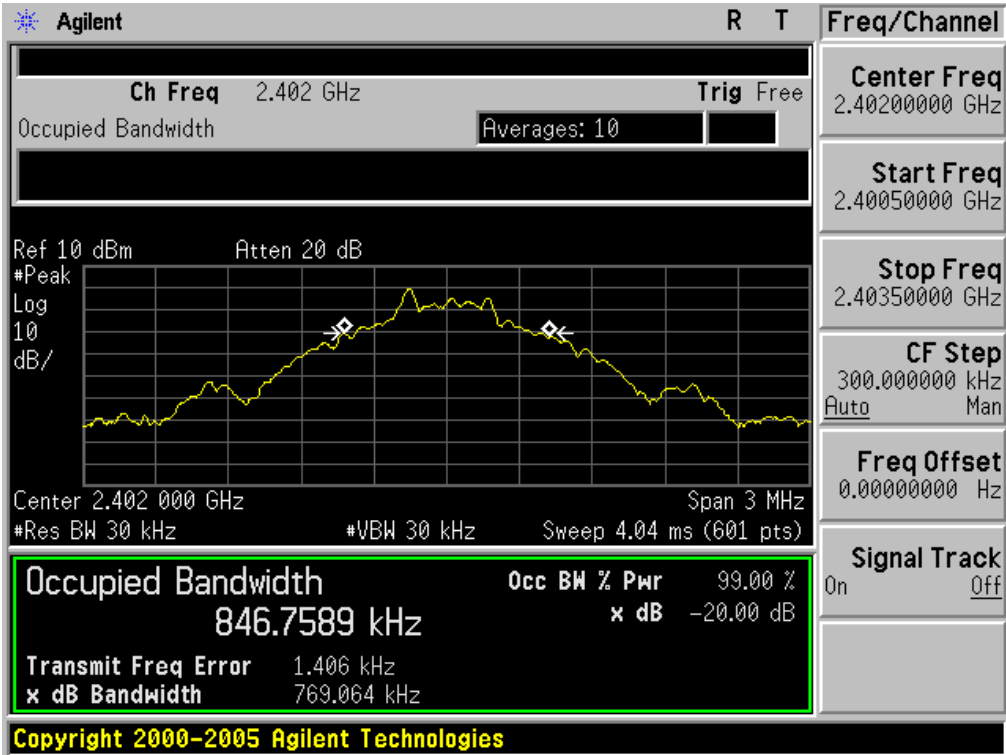 Agilent R T Freq/Channel
Ch Freq 2.402 GHz Trig Free
Occupied Bandwidth Averages: 10
Center Freq
2.40200000 GHz
Start Freq
2.40050000 GHz
Stop Freq
2.40350000 GHz
CF Step
300.000000 kHz
Auto Man
Freq Offset
0.00000000 Hz
Signal Track
On Off
Ref 10 dBm Atten 20 dB
#Peak
Log
10
dB/
Center 2.402 000 GHz Span 3 MHz
#Res BW 30 kHz #VBW 30 kHz Sweep 4.04 ms (601 pts)
Occupied Bandwidth Occ BW % Pwr 99.00 %
846.7589 kHz x dB -20.00 dB
Transmit Freq Error 1.406 kHz
x dB Bandwidth 769.064 kHz
Copyright 2000-2005 Agilent Technologies